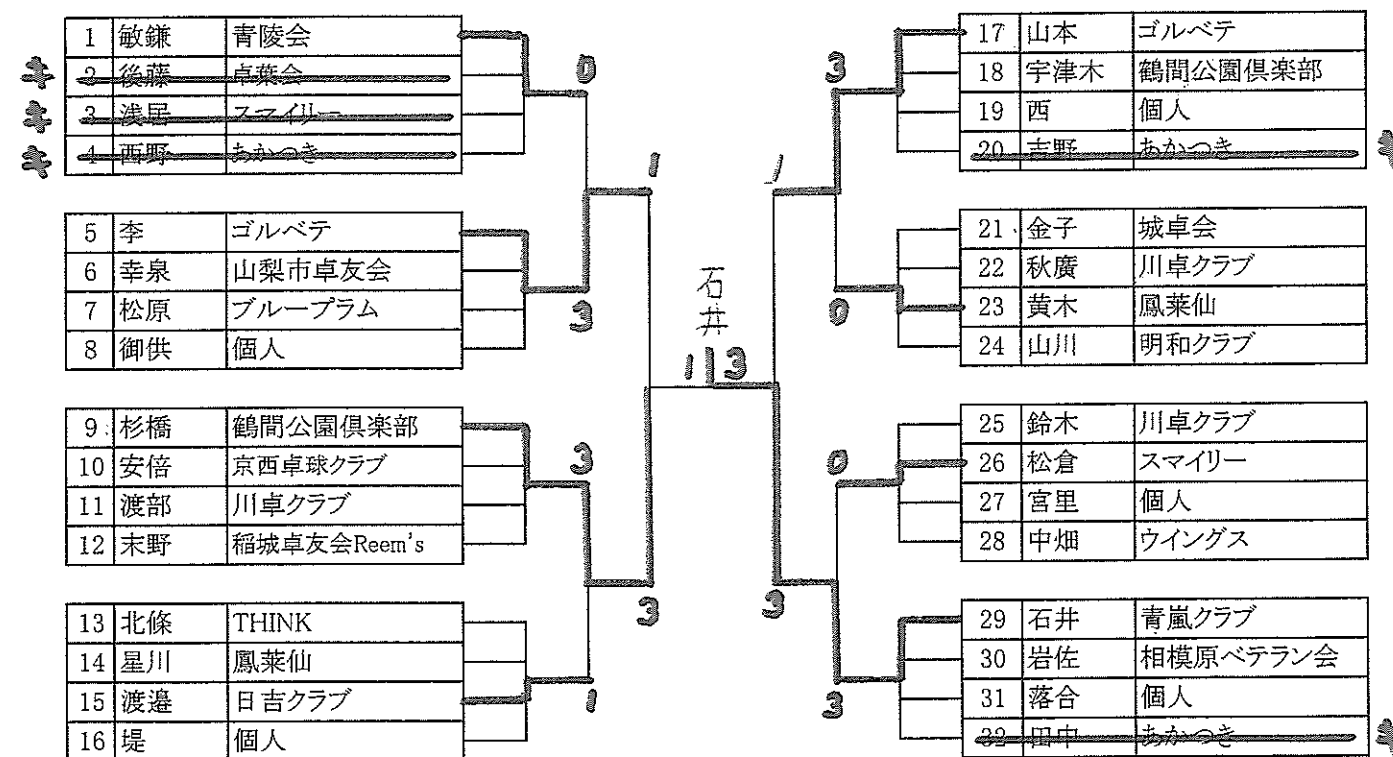 1 敏鎌 青陵会
キ 2 後藤 卓葉会
キ 3 浅居 スマイリー
キ 4 西野 あかつき
0
1
5 李 ゴルベテ
6 幸泉 山梨市卓友会
7 松原 ブループラム
8 御供 個人
3
9 杉橋 鶴間公園倶楽部
10 安倍 京西卓球クラブ
11 渡部 川卓クラブ
12 末野 稲城卓友会Reem's
3
3
13 北條 THINK
14 星川 鳳莱仙
15 渡邉 日吉クラブ
16 堤 個人
1
石井
1 3
17 山本 ゴルベテ
18 宇津木 鶴間公園倶楽部
19 西 個人
20 吉野 あかつき キ
3
1
21 金子 城卓会
22 秋廣 川卓クラブ
23 黄木 鳳莱仙
24 山川 明和クラブ
0
25 鈴木 川卓クラブ
26 松倉 スマイリー
27 宮里 個人
28 中畑 ウイングス
0
3
29 石井 青嵐クラブ
30 岩佐 相模原ベテラン会
31 落合 個人
32 田中 あかつき キ
3